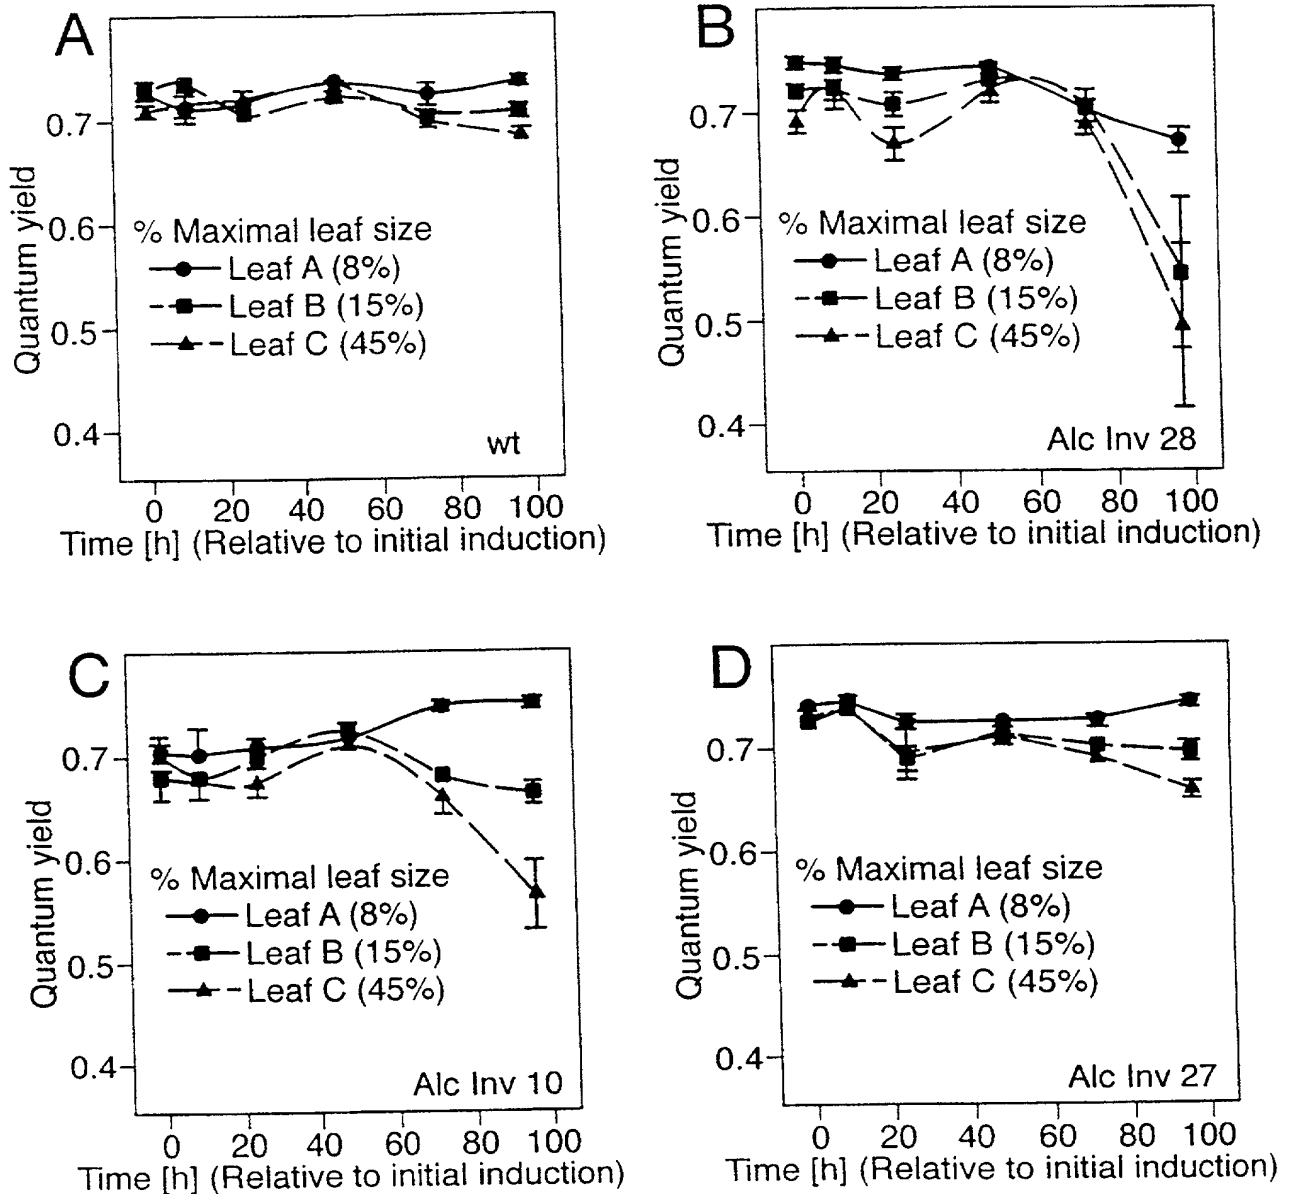 A
Quantum yield
0.7
0.6
0.5
0.4
% Maximal leaf size
Leaf A (8%)
Leaf B (15%)
Leaf C (45%)
wt
0 20 40 60 80 100
Time [h] (Relative to initial induction)
B
Quantum yield
0.7
0.6
0.5
0.4
% Maximal leaf size
Leaf A (8%)
Leaf B (15%)
Leaf C (45%)
Alc Inv 28
0 20 40 60 80 100
Time [h] (Relative to initial induction)
C
Quantum yield
0.7
0.6
0.5
0.4
% Maximal leaf size
Leaf A (8%)
Leaf B (15%)
Leaf C (45%)
Alc Inv 10
0 20 40 60 80 100
Time [h] (Relative to initial induction)
D
Quantum yield
0.7
0.6
0.5
0.4
% Maximal leaf size
Leaf A (8%)
Leaf B (15%)
Leaf C (45%)
Alc Inv 27
0 20 40 60 80 100
Time [h] (Relative to initial induction)